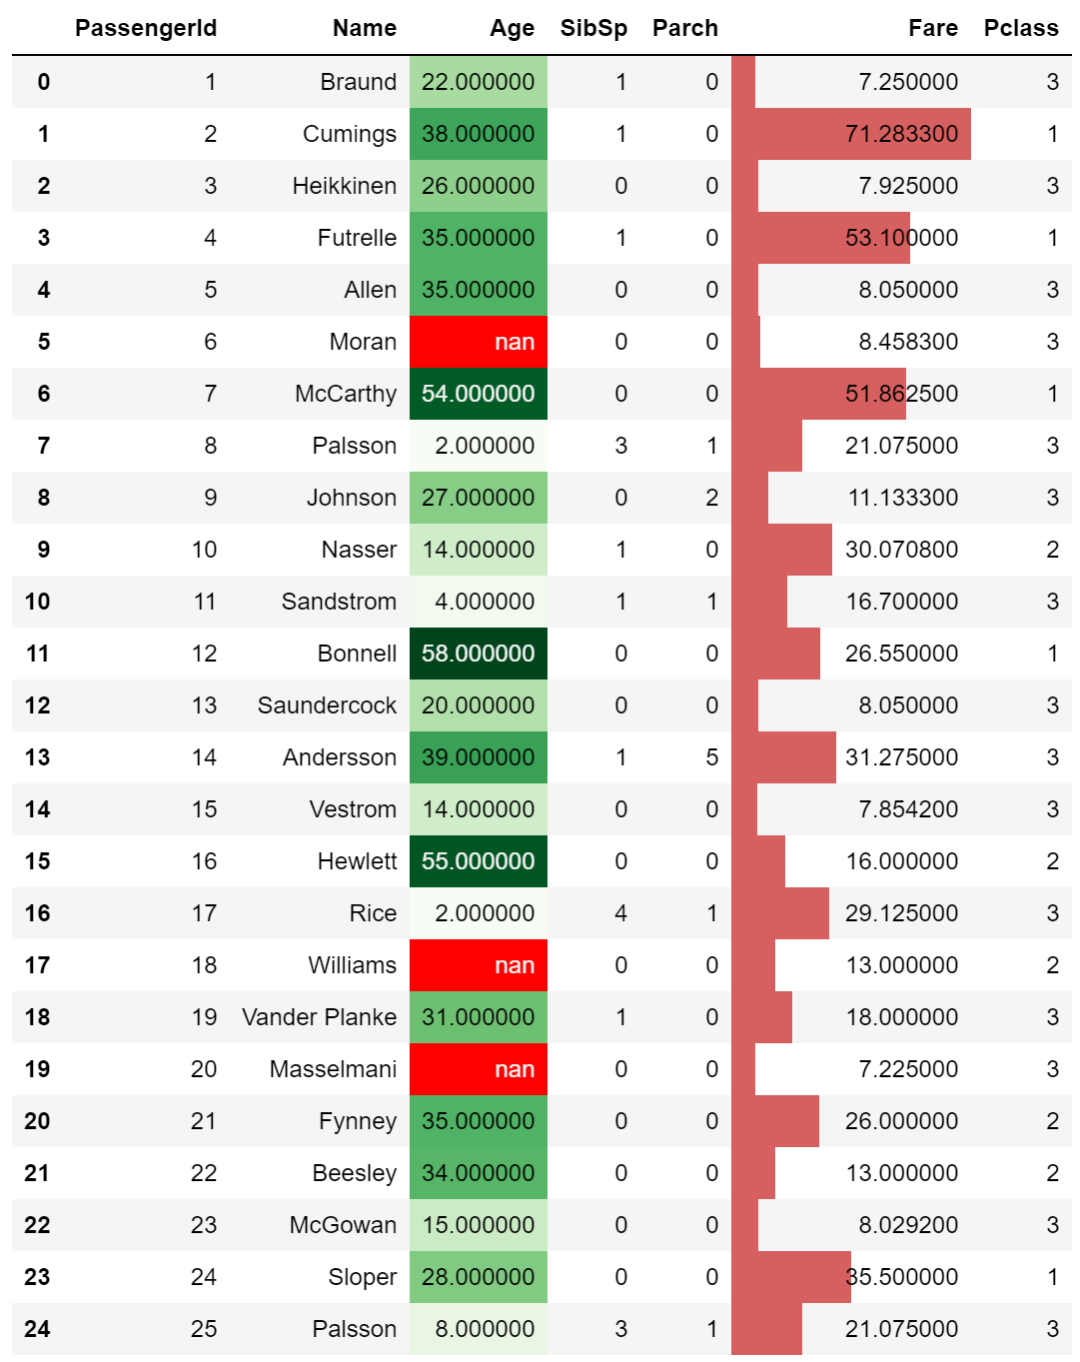 PassengerId Name Age SibSp Parch Fare Pclass
0 1 Braund 22.000000 1 0 7.250000 3
1 2 Cumings 38.000000 1 0 71.283300 1
2 3 Heikkinen 26.000000 0 0 7.925000 3
3 4 Futrelle 35.000000 1 0 53.100000 1
4 5 Allen 35.000000 0 0 8.050000 3
5 6 Moran nan 0 0 8.458300 3
6 7 McCarthy 54.000000 0 0 51.862500 1
7 8 Palsson 2.000000 3 1 21.075000 3
8 9 Johnson 27.000000 0 2 11.133300 3
9 10 Nasser 14.000000 1 0 30.070800 2
10 11 Sandstrom 4.000000 1 1 16.700000 3
11 12 Bonnell 58.000000 0 0 26.550000 1
12 13 Saundercock 20.000000 0 0 8.050000 3
13 14 Andersson 39.000000 1 5 31.275000 3
14 15 Vestrom 14.000000 0 0 7.854200 3
15 16 Hewlett 55.000000 0 0 16.000000 2
16 17 Rice 2.000000 4 1 29.125000 3
17 18 Williams nan 0 0 13.000000 2
18 19 Vander Planke 31.000000 1 0 18.000000 3
19 20 Masselmani nan 0 0 7.225000 3
20 21 Fynney 35.000000 0 0 26.000000 2
21 22 Beesley 34.000000 0 0 13.000000 2
22 23 McGowan 15.000000 0 0 8.029200 3
23 24 Sloper 28.000000 0 0 35.500000 1
24 25 Palsson 8.000000 3 1 21.075000 3